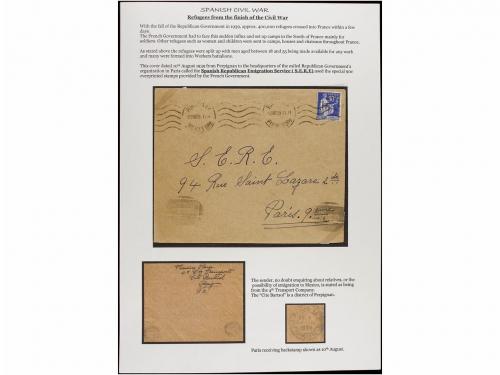 SPANISH CIVIL WAR
Refugees from the finish of the Civil War
With the fall of the Republican Government in 1939, approx. 400,000 refugees crossed into France within a few
days.
The French Government had to face this sudden influx and set up camps in the South of France mainly for
soldiers. Other refugees such as women and children were sent to camps, houses and chateaus throughout France.
As stated above the refugees were split up with men aged between 18 and 55 being made available for any work
and many were forced into Workers battalions.
This cover dated 10th August 1939 from Perpignan to the headquarters of the exiled Republican Government's
organisation in Paris called the Spanish Republican Emigration Service ( S.E.R.E) used the special 90c
overprinted stamps provided by the French Government.
S. E. R. E.
94 Rue Saint Lazare
Paris. 9
The sender, no doubt enquiring about relatives, or the
possibility of emigration to Mexico, is stated as being
from the 4th Transport Company.
The "Cite Bartsol" is a district of Perpignan.
Paris receiving backstamp shown as 10th August.